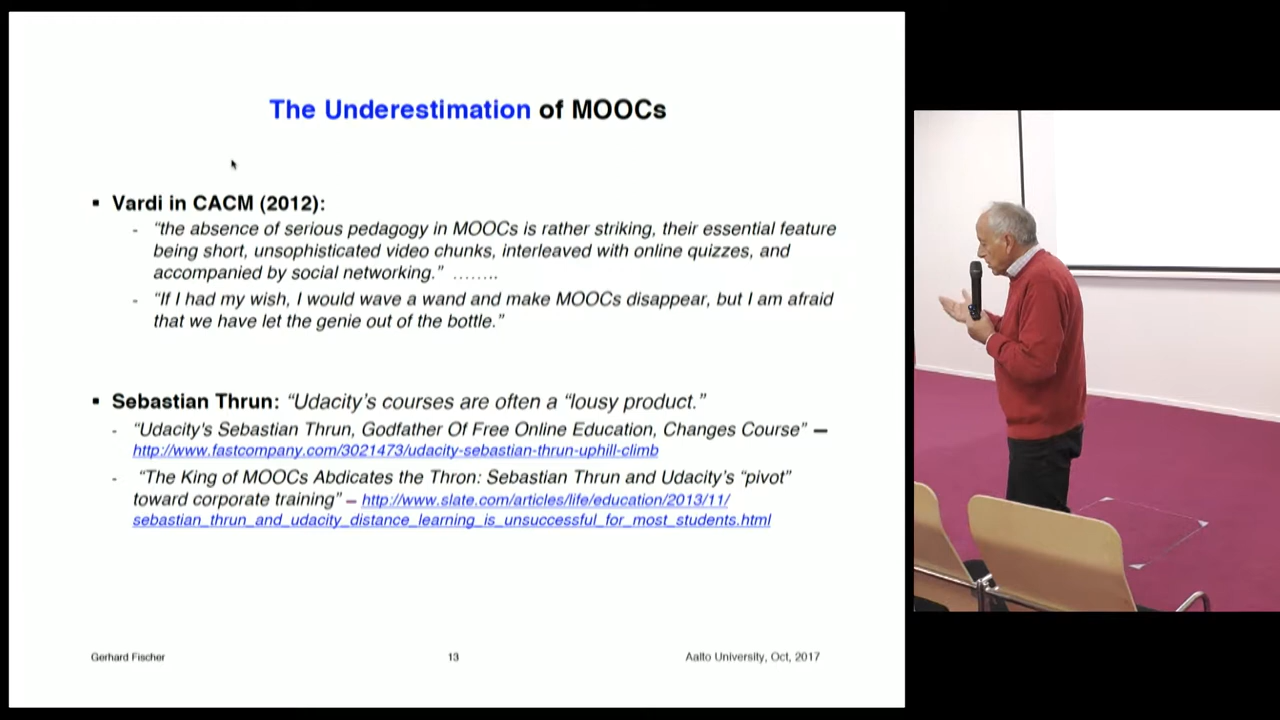 The Underestimation of MOOCs
▪ Vardi in CACM (2012):
- “the absence of serious pedagogy in MOOCs is rather striking, their essential feature
being short, unsophisticated video chunks, interleaved with online quizzes, and
accompanied by social networking.” ........
- “If I had my wish, I would wave a wand and make MOOCs disappear, but I am afraid
that we have let the genie out of the bottle.”
▪ Sebastian Thrun: “Udacity’s courses are often a “lousy product.”
- “Udacity’s Sebastian Thrun, Godfather Of Free Online Education, Changes Course” —
http://www.fastcompany.com/3021473/udacity-sebastian-thrun-uphill-climb
- “The King of MOOCs Abdicates the Thron: Sebastian Thrun and Udacity’s “pivot”
toward corporate training” – http://www.slate.com/articles/life/education/2013/11/
sebastian_thrun_and_udacity_distance_learning_is_unsuccessful_for_most_students.html
Gerhard Fischer 13 Aalto University, Oct, 2017